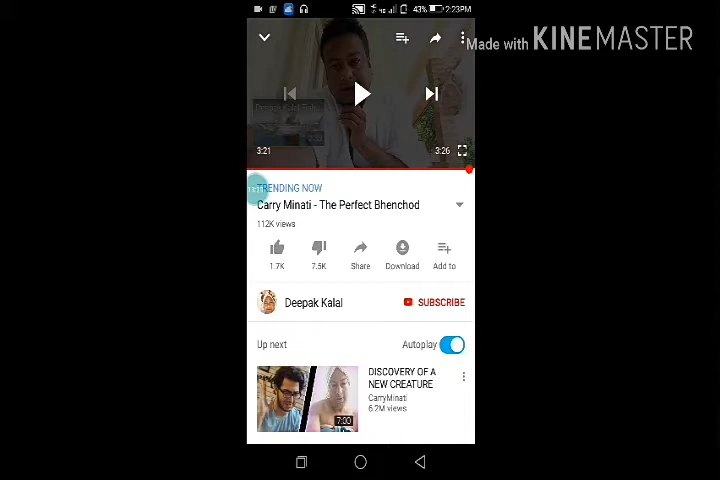 43% 2:23PM
Made with KINEMASTER
3:21 3:26
TRENDING NOW
Carry Minati - The Perfect Bhenchod
112K views
1.7K 7.5K Share Download Add to
Deepak Kalal SUBSCRIBE
Up next Autoplay
DISCOVERY OF A
NEW CREATURE
CarryMinati
6.2M views
7:00